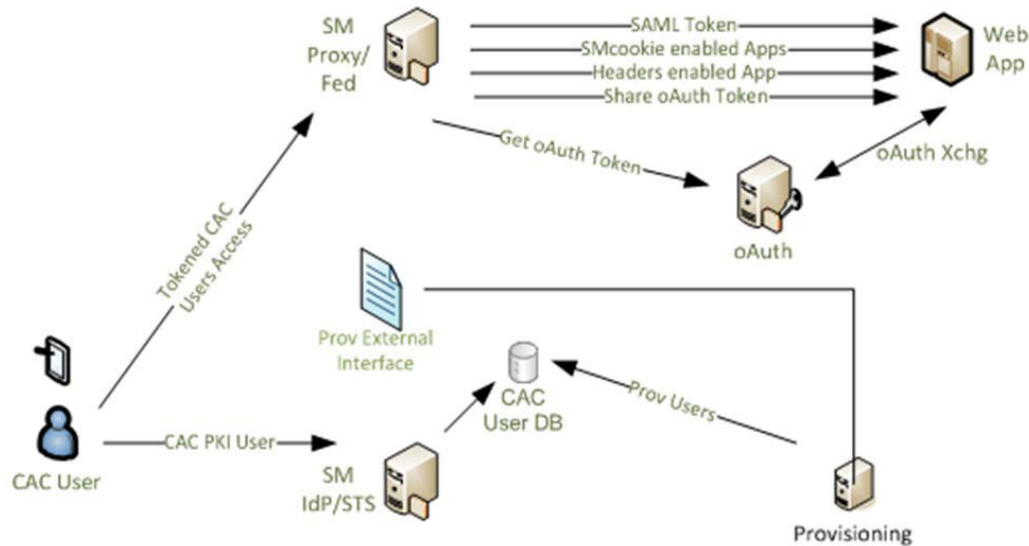 SM
Proxy/
Fed
SAML Token
SMcookie enabled Apps
Headers enabled App
Share oAuth Token
Web
App
Get oAuth Token
oAuth Xchg
oAuth
Tokened CAC
Users Access
Prov External
Interface
CAC
User DB
Prov Users
CAC User
CAC PKI User
SM
IdP/STS
Provisioning